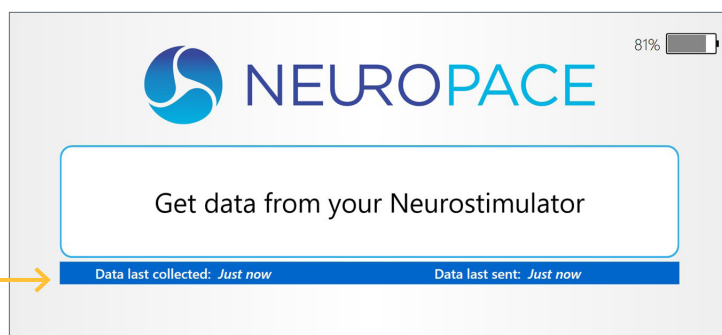 81%
NEUROPACE
Get data from your Neurostimulator
Data last collected: Just now Data last sent: Just now